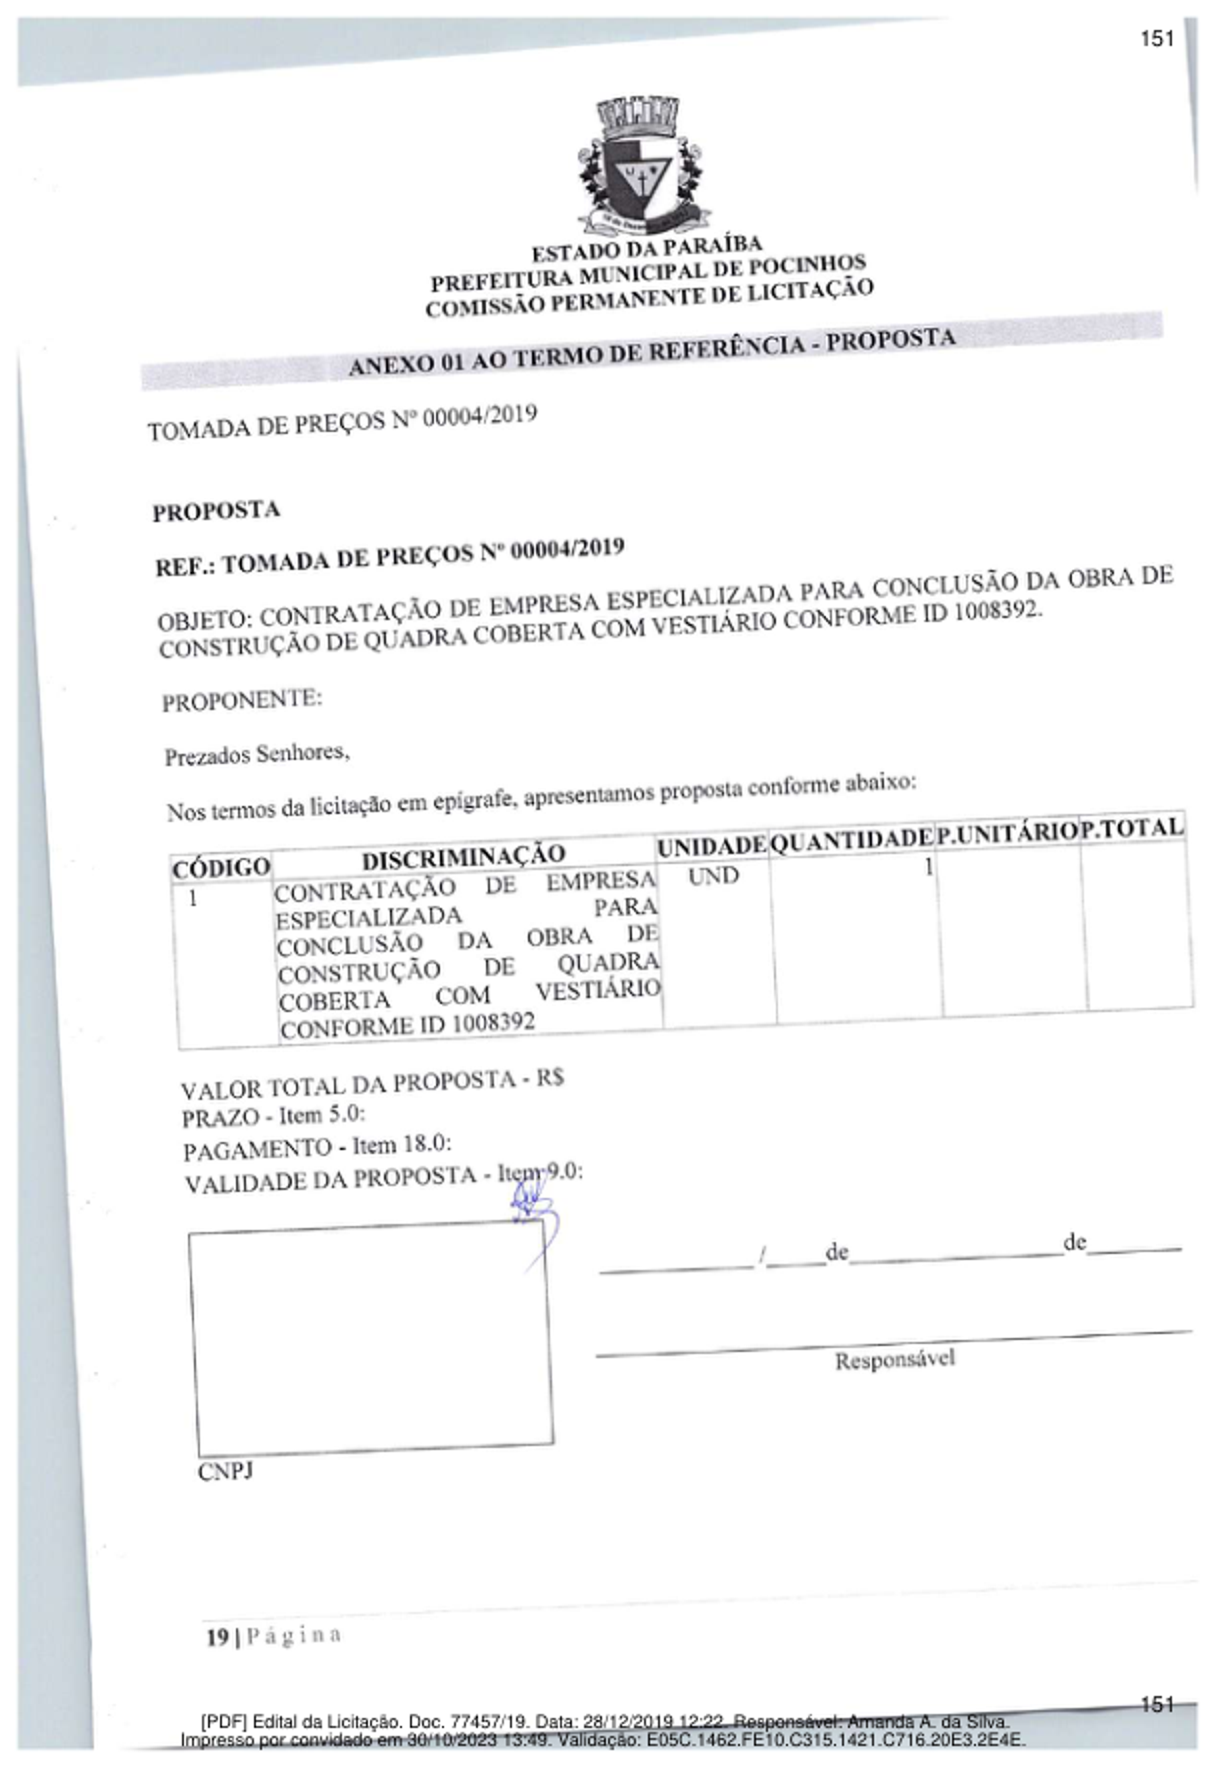 151
ESTADO DA PARAÍBA
PREFEITURA MUNICIPAL DE POCINHOS
COMISSÃO PERMANENTE DE LICITAÇÃO
ANEXO 01 AO TERMO DE REFERÊNCIA - PROPOSTA
TOMADA DE PREÇOS Nº 00004/2019
PROPOSTA
REF.: TOMADA DE PREÇOS Nº 00004/2019
OBJETO: CONTRATAÇÃO DE EMPRESA ESPECIALIZADA PARA CONCLUSÃO DA OBRA DE
CONSTRUÇÃO DE QUADRA COBERTA COM VESTIÁRIO CONFORME ID 1008392.
PROPONENTE:
Prezados Senhores,
Nos termos da licitação em epígrafe, apresentamos proposta conforme abaixo:
CÓDIGO DISCRIMINAÇÃO UNIDADE QUANTIDADE P.UNITÁRIO P.TOTAL
1 CONTRATAÇÃO DE EMPRESA UND 1
ESPECIALIZADA PARA
CONCLUSÃO DA OBRA DE
CONSTRUÇÃO DE QUADRA
COBERTA COM VESTIÁRIO
CONFORME ID 1008392
VALOR TOTAL DA PROPOSTA - R$
PRAZO - Item 5.0:
PAGAMENTO - Item 18.0:
VALIDADE DA PROPOSTA - Item 9.0:
____________/_____de__________________de________
Responsável
CNPJ
19 | Página
151
[PDF] Edital da Licitação. Doc. 77457/19. Data: 28/12/2019 12:22. Responsável: Amanda A. da Silva.
Impresso por convidado em 30/10/2023 13:49. Validação: E05C.1462.FE10.C315.1421.C716.20E3.2E4E.